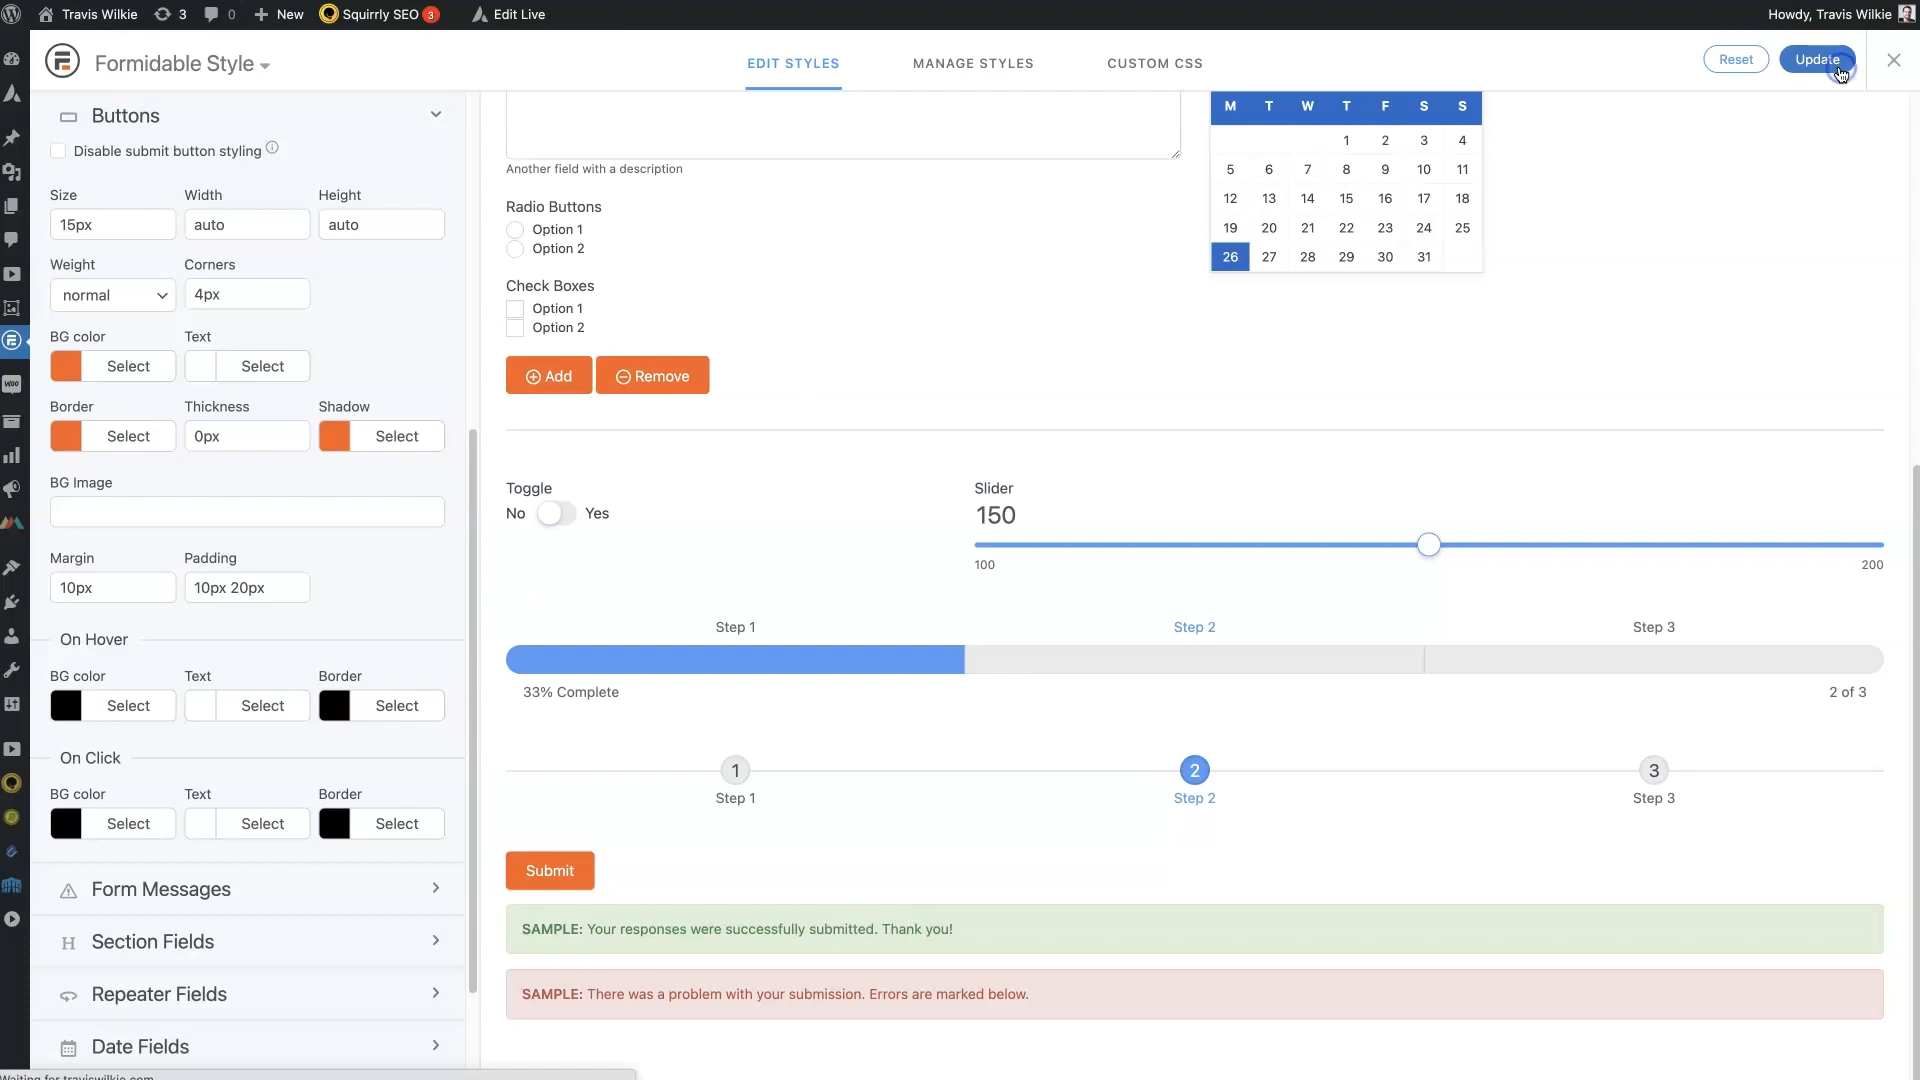 Travis Wilkie 3 0 New Squirrly SEO 3 Edit Live Howdy, Travis Wilkie
Formidable Style EDIT STYLES MANAGE STYLES CUSTOM CSS Reset Update
Buttons
Disable submit button styling
Size Width Height
15px auto auto
Weight Corners
normal 4px
BG color Text
Select Select
Border Thickness Shadow
Select 0px Select
BG Image
Margin Padding
10px 10px 20px
On Hover
BG color Text Border
Select Select Select
On Click
BG color Text Border
Select Select Select
Form Messages
H Section Fields
Repeater Fields
Date Fields
Waiting for traviswilkie.com
woo
Another field with a description
Radio Buttons
Option 1
Option 2
Check Boxes
Option 1
Option 2
Add Remove
M T W T F S S
1 2 3 4
5 6 7 8 9 10 11
12 13 14 15 16 17 18
19 20 21 22 23 24 25
26 27 28 29 30 31
Toggle
No Yes
Slider
150
100 200
Step 1 Step 2 Step 3
33% Complete 2 of 3
1 2 3
Step 1 Step 2 Step 3
Submit
SAMPLE: Your responses were successfully submitted. Thank you!
SAMPLE: There was a problem with your submission. Errors are marked below.